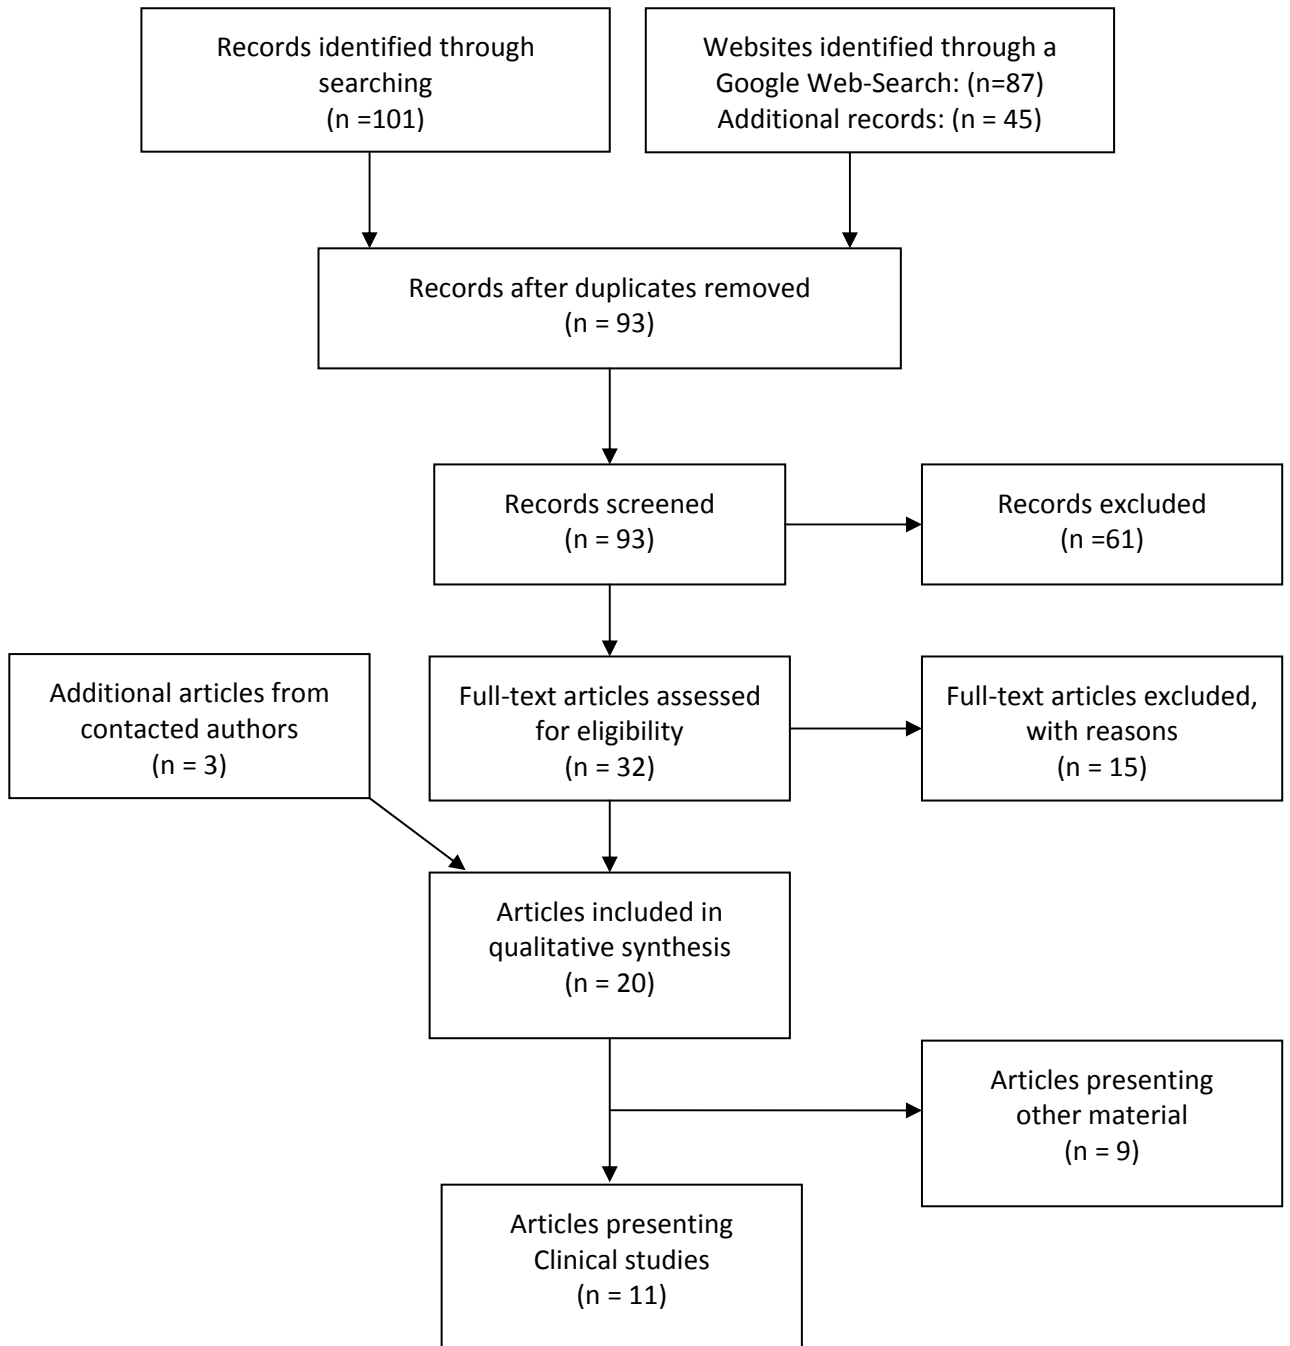 Records identified through
searching
(n =101)
Websites identified through a
Google Web-Search: (n=87)
Additional records: (n = 45)
Records after duplicates removed
(n = 93)
Records screened
(n = 93)
Records excluded
(n =61)
Additional articles from
contacted authors
(n = 3)
Full-text articles assessed
for eligibility
(n = 32)
Full-text articles excluded,
with reasons
(n = 15)
Articles included in
qualitative synthesis
(n = 20)
Articles presenting
other material
(n = 9)
Articles presenting
Clinical studies
(n = 11)